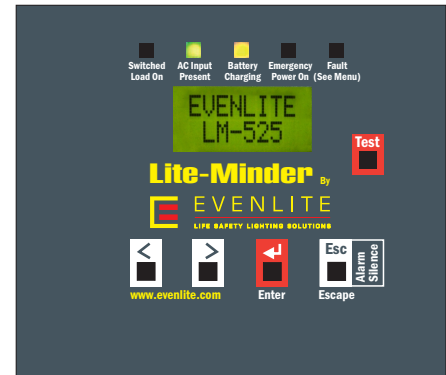 Switched Load On
AC Input Present
Battery Charging
Emergency Power On
Fault (See Menu)
EVENLITE
LM-525
Test
Lite-Minder By
EVENLITE
LIFE SAFETY LIGHTING SOLUTIONS
< >
Esc
Alarm Silence
www.evenlite.com
Enter
Escape